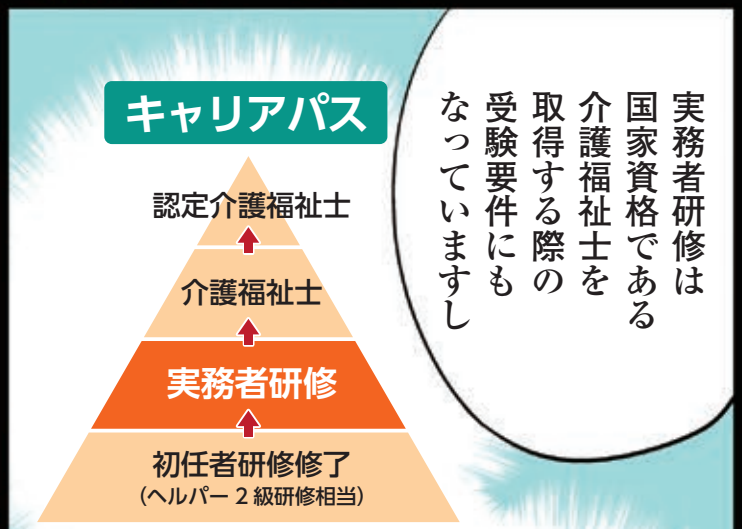 実務者研修は
国家資格である
介護福祉士を
取得する際の
受験要件にも
なっていますし
キャリアパス
認定介護福祉士
介護福祉士
実務者研修
初任者研修修了
（ヘルパー2級研修相当）